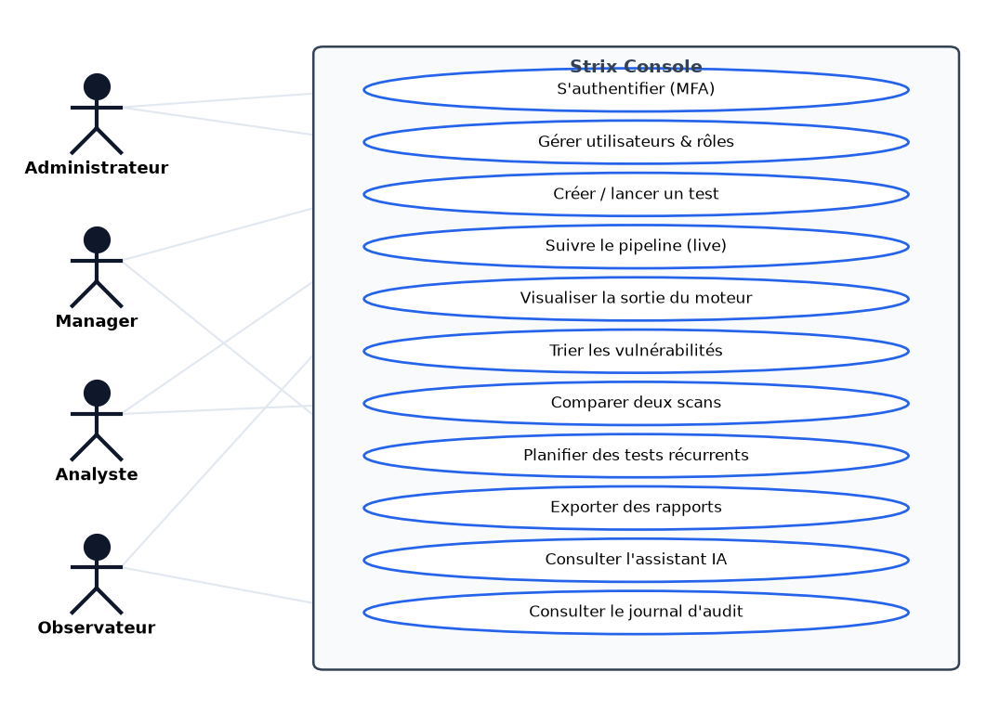 Strix Console
S'authentifier (MFA)
Gérer utilisateurs & rôles
Créer / lancer un test
Suivre le pipeline (live)
Visualiser la sortie du moteur
Trier les vulnérabilités
Comparer deux scans
Planifier des tests récurrents
Exporter des rapports
Consulter l'assistant IA
Consulter le journal d'audit
Administrateur
Manager
Analyste
Observateur